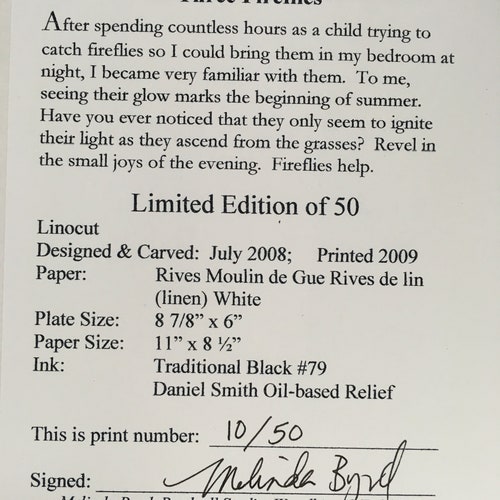 Three Fireflies
After spending countless hours as a child trying to
catch fireflies so I could bring them in my bedroom at
night, I became very familiar with them. To me,
seeing their glow marks the beginning of summer.
Have you ever noticed that they only seem to ignite
their light as they ascend from the grasses? Revel in
the small joys of the evening. Fireflies help.
Limited Edition of 50
Linocut
Designed & Carved: July 2008; Printed 2009
Paper: Rives Moulin de Gue Rives de lin
(linen) White
Plate Size: 8 7/8” x 6”
Paper Size: 11” x 8 ½”
Ink: Traditional Black #79
Daniel Smith Oil-based Relief
This is print number: 10/50
Signed: Melinda Byrd